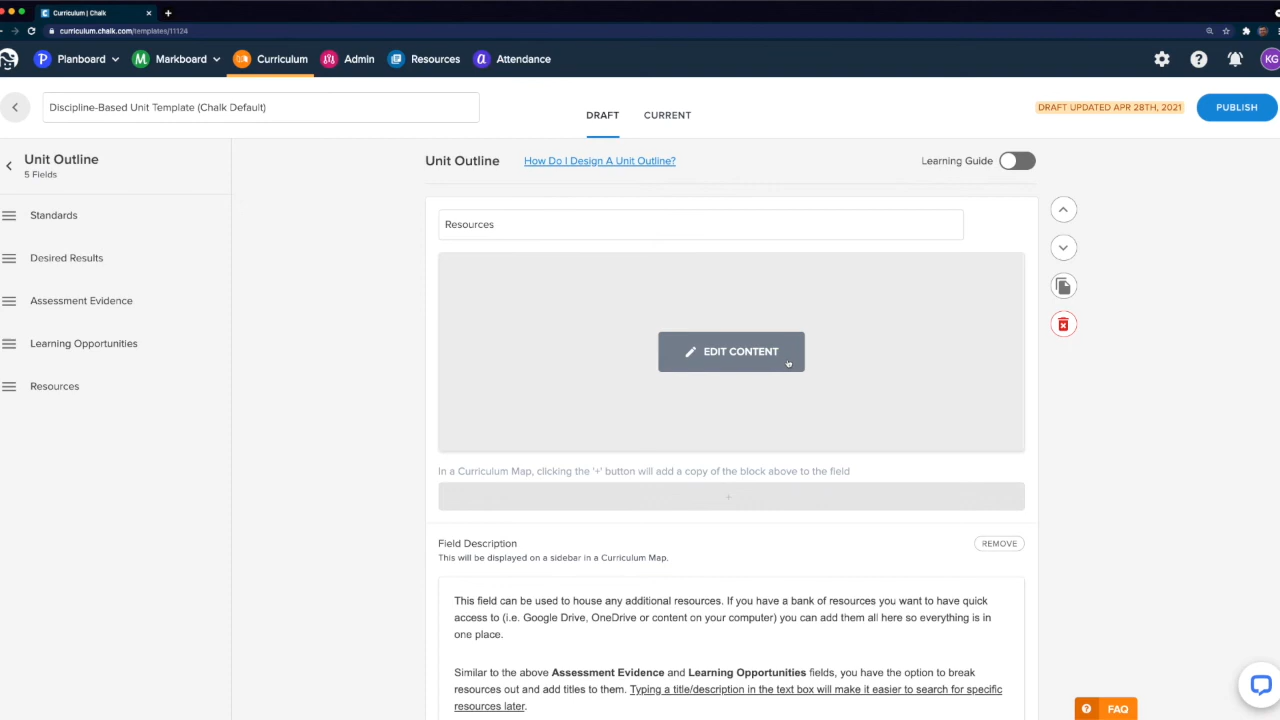 Curriculum | Chalk
curriculum.chalk.com/templates/11124
Planboard
Markboard
Curriculum
Admin
Resources
Attendance
KG
Discipline-Based Unit Template (Chalk Default)
DRAFT
CURRENT
DRAFT UPDATED APR 28TH, 2021
PUBLISH
Unit Outline
5 Fields
Standards
Desired Results
Assessment Evidence
Learning Opportunities
Resources
Unit Outline
How Do I Design A Unit Outline?
Learning Guide
Resources
EDIT CONTENT
In a Curriculum Map, clicking the '+' button will add a copy of the block above to the field
+
Field Description
REMOVE
This will be displayed on a sidebar in a Curriculum Map.
This field can be used to house any additional resources. If you have a bank of resources you want to have quick
access to (i.e. Google Drive, OneDrive or content on your computer) you can add them all here so everything is in
one place.
Similar to the above Assessment Evidence and Learning Opportunities fields, you have the option to break
resources out and add titles to them. Typing a title/description in the text box will make it easier to search for specific
resources later.
FAQ